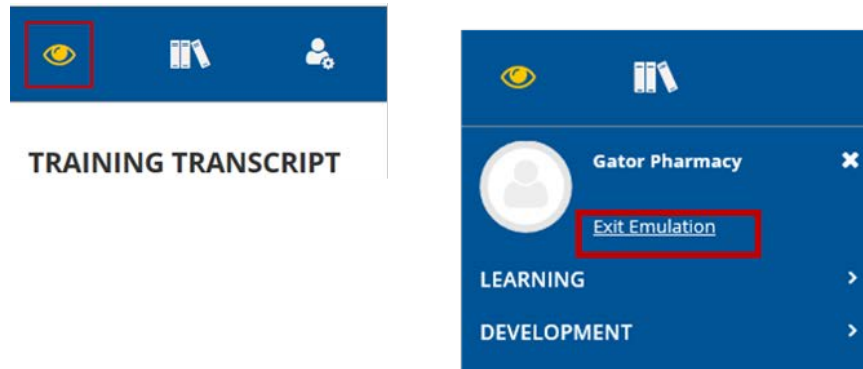 TRAINING TRANSCRIPT
Gator Pharmacy
Exit Emulation
LEARNING
DEVELOPMENT